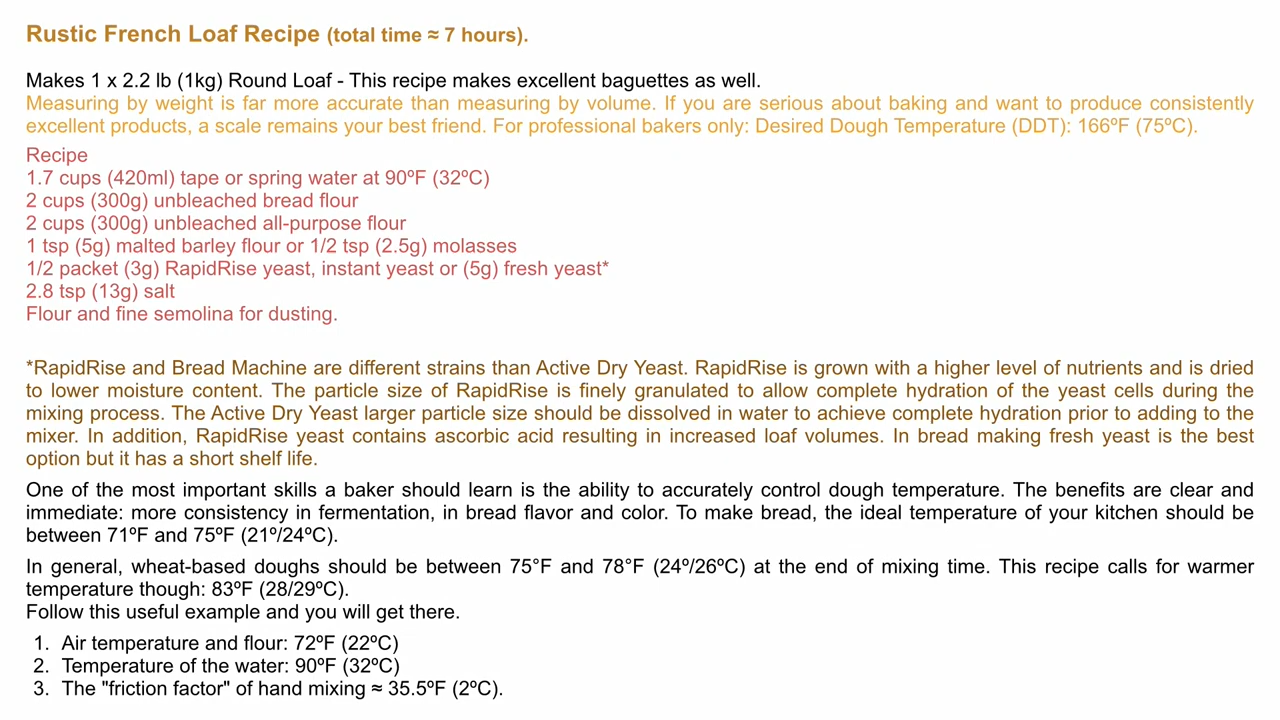 Rustic French Loaf Recipe (total time ≈ 7 hours).
Makes 1 x 2.2 lb (1kg) Round Loaf - This recipe makes excellent baguettes as well.
Measuring by weight is far more accurate than measuring by volume. If you are serious about baking and want to produce consistently
excellent products, a scale remains your best friend. For professional bakers only: Desired Dough Temperature (DDT): 166ºF (75ºC).
Recipe
1.7 cups (420ml) tape or spring water at 90ºF (32ºC)
2 cups (300g) unbleached bread flour
2 cups (300g) unbleached all-purpose flour
1 tsp (5g) malted barley flour or 1/2 tsp (2.5g) molasses
1/2 packet (3g) RapidRise yeast, instant yeast or (5g) fresh yeast*
2.8 tsp (13g) salt
Flour and fine semolina for dusting.
*RapidRise and Bread Machine are different strains than Active Dry Yeast. RapidRise is grown with a higher level of nutrients and is dried
to lower moisture content. The particle size of RapidRise is finely granulated to allow complete hydration of the yeast cells during the
mixing process. The Active Dry Yeast larger particle size should be dissolved in water to achieve complete hydration prior to adding to the
mixer. In addition, RapidRise yeast contains ascorbic acid resulting in increased loaf volumes. In bread making fresh yeast is the best
option but it has a short shelf life.
One of the most important skills a baker should learn is the ability to accurately control dough temperature. The benefits are clear and
immediate: more consistency in fermentation, in bread flavor and color. To make bread, the ideal temperature of your kitchen should be
between 71ºF and 75ºF (21º/24ºC).
In general, wheat-based doughs should be between 75°F and 78°F (24º/26ºC) at the end of mixing time. This recipe calls for warmer
temperature though: 83ºF (28/29ºC).
Follow this useful example and you will get there.
1. Air temperature and flour: 72ºF (22ºC)
2. Temperature of the water: 90ºF (32ºC)
3. The "friction factor" of hand mixing ≈ 35.5ºF (2ºC).